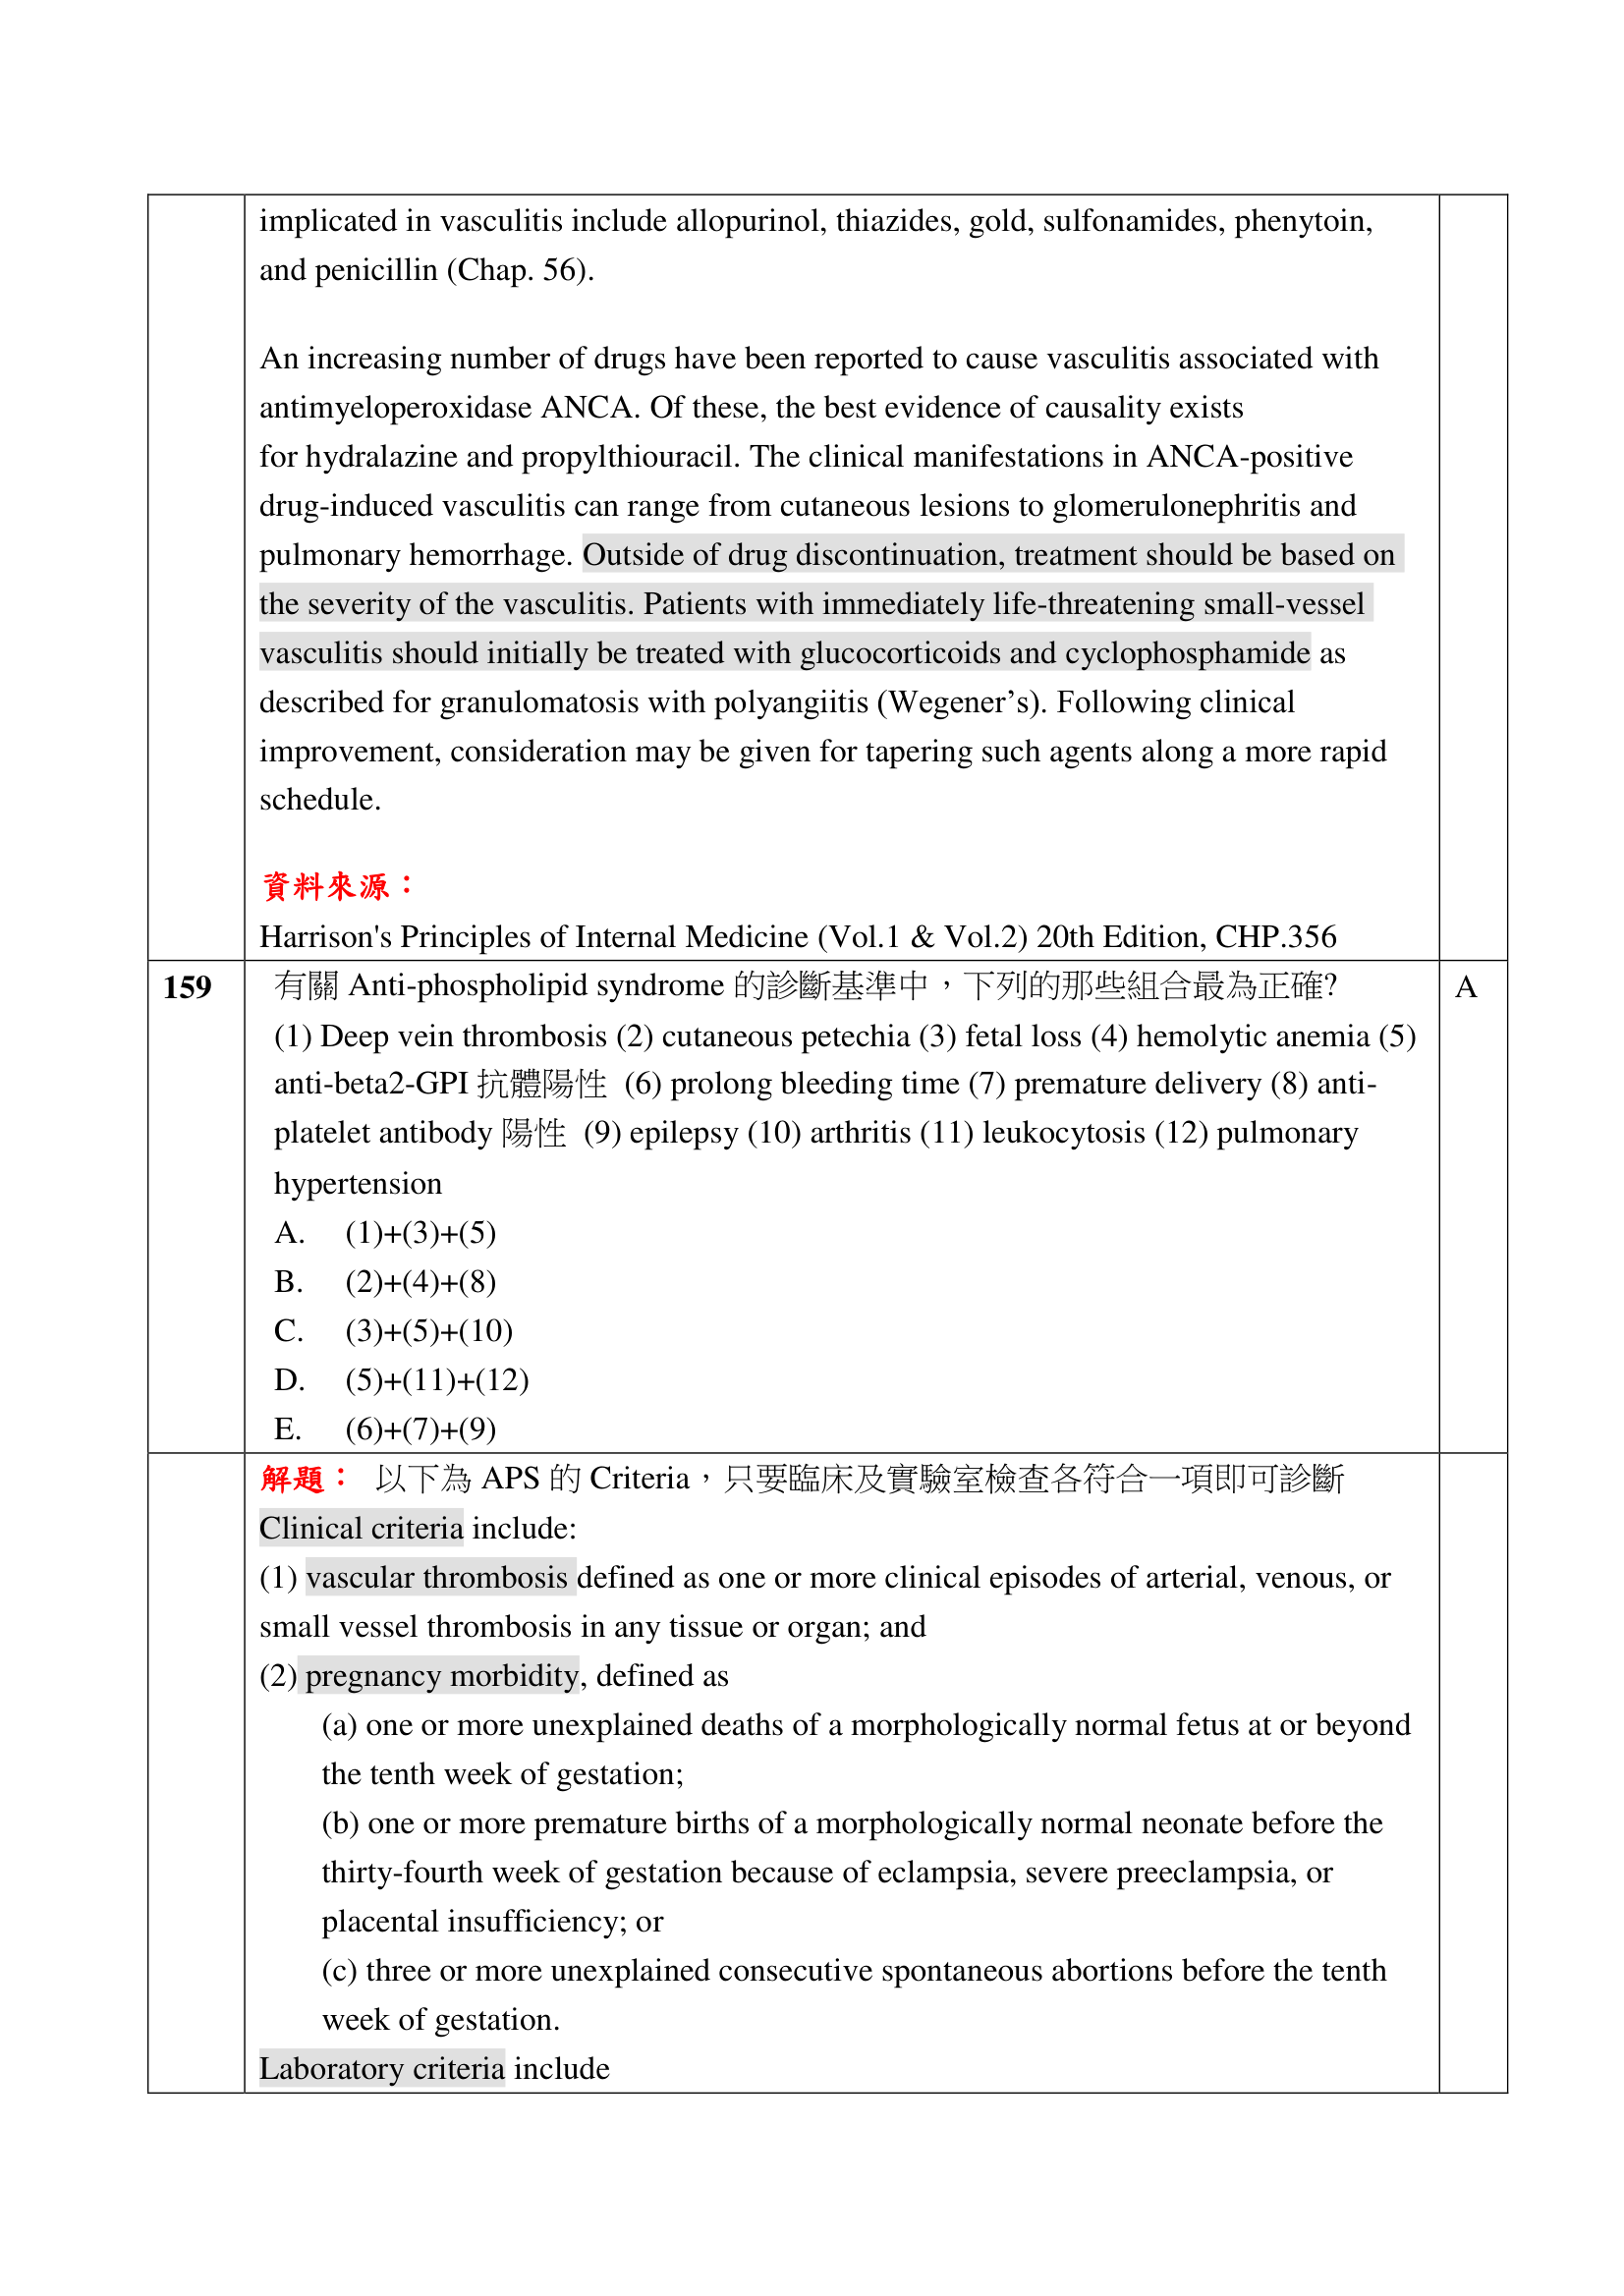 implicated in vasculitis include allopurinol, thiazides, gold, sulfonamides, phenytoin,
and penicillin (Chap. 56).
An increasing number of drugs have been reported to cause vasculitis associated with
antimyeloperoxidase ANCA. Of these, the best evidence of causality exists
for hydralazine and propylthiouracil. The clinical manifestations in ANCA-positive
drug-induced vasculitis can range from cutaneous lesions to glomerulonephritis and
pulmonary hemorrhage. Outside of drug discontinuation, treatment should be based on
the severity of the vasculitis. Patients with immediately life-threatening small-vessel
vasculitis should initially be treated with glucocorticoids and cyclophosphamide as
described for granulomatosis with polyangiitis (Wegener’s). Following clinical
improvement, consideration may be given for tapering such agents along a more rapid
schedule.
資料來源：
Harrison's Principles of Internal Medicine (Vol.1 & Vol.2) 20th Edition, CHP.356
159 有關 Anti-phospholipid syndrome 的診斷基準中，下列的那些組合最為正確? A
(1) Deep vein thrombosis (2) cutaneous petechia (3) fetal loss (4) hemolytic anemia (5)
anti-beta2-GPI 抗體陽性 (6) prolong bleeding time (7) premature delivery (8) anti-
platelet antibody 陽性 (9) epilepsy (10) arthritis (11) leukocytosis (12) pulmonary
hypertension
A. (1)+(3)+(5)
B. (2)+(4)+(8)
C. (3)+(5)+(10)
D. (5)+(11)+(12)
E. (6)+(7)+(9)
解題： 以下為 APS 的 Criteria，只要臨床及實驗室檢查各符合一項即可診斷
Clinical criteria include:
(1) vascular thrombosis defined as one or more clinical episodes of arterial, venous, or
small vessel thrombosis in any tissue or organ; and
(2) pregnancy morbidity, defined as
(a) one or more unexplained deaths of a morphologically normal fetus at or beyond
the tenth week of gestation;
(b) one or more premature births of a morphologically normal neonate before the
thirty-fourth week of gestation because of eclampsia, severe preeclampsia, or
placental insufficiency; or
(c) three or more unexplained consecutive spontaneous abortions before the tenth
week of gestation.
Laboratory criteria include